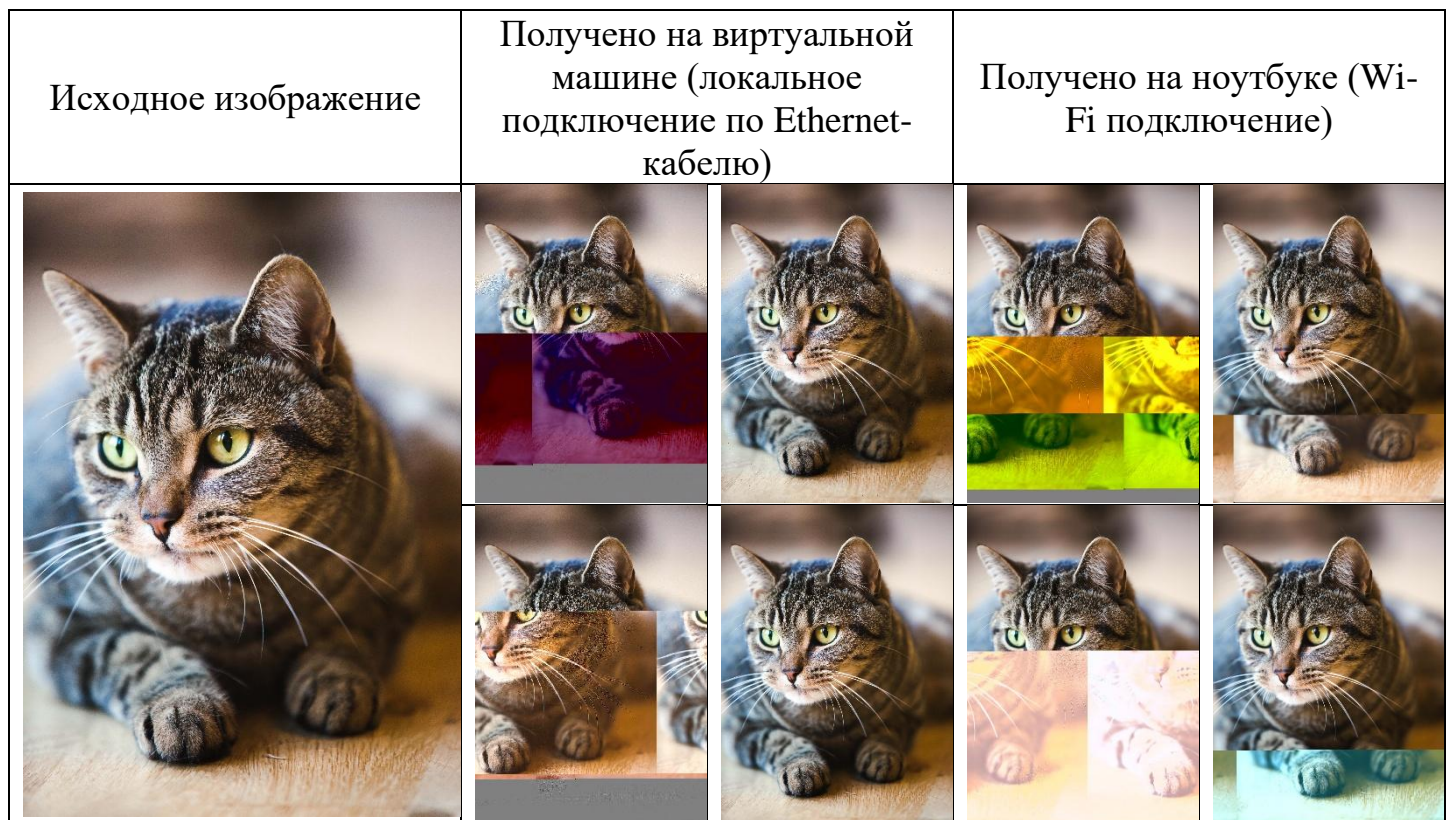 Исходное изображение
Получено на виртуальной
машине (локальное
подключение по Ethernet-
кабелю)
Получено на ноутбуке (Wi-
Fi подключение)